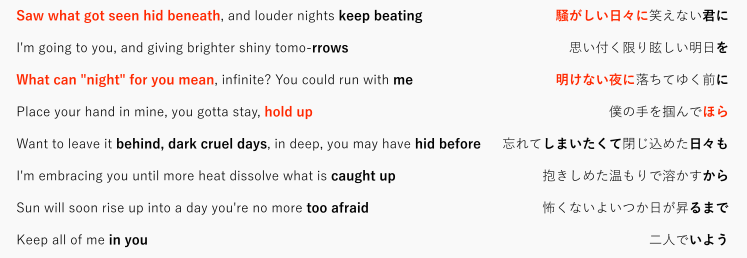 Saw what got seen hid beneath, and louder nights keep beating 騒がしい日々に笑えない君に
I'm going to you, and giving brighter shiny tomo-rrows 思い付く限り眩しい明日を
What can "night" for you mean, infinite? You could run with me 明けない夜に落ちてゆく前に
Place your hand in mine, you gotta stay, hold up 僕の手を掴んでほら
Want to leave it behind, dark cruel days, in deep, you may have hid before 忘れてしまいたくて閉じ込めた日々も
I'm embracing you until more heat dissolve what is caught up 抱きしめた温もりで溶かすから
Sun will soon rise up into a day you're no more too afraid 怖くないよいつか日が昇るまで
Keep all of me in you 二人でいよう